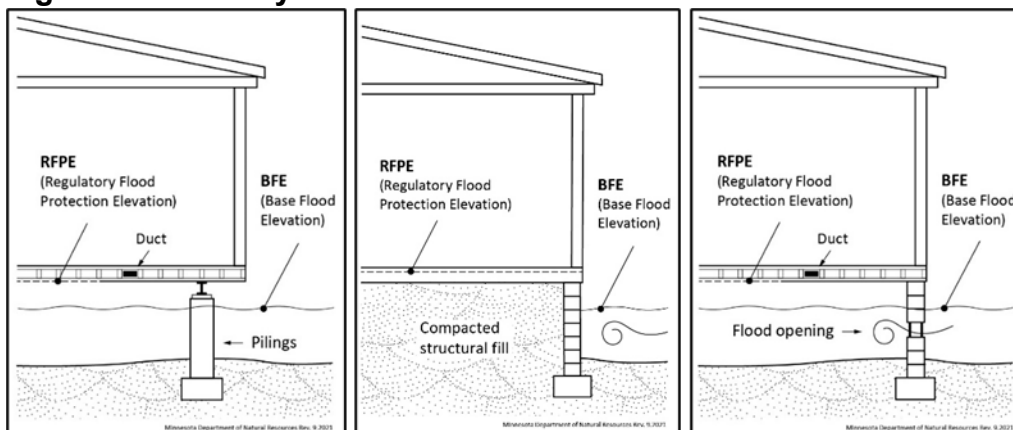 RFPE
(Regulatory Flood
Protection Elevation)
BFE
(Base Flood
Elevation)
Duct
Pilings
Minnesota Department of Natural Resources Rev. 9.2021
RFPE
(Regulatory Flood
Protection Elevation)
BFE
(Base Flood
Elevation)
Compacted
structural fill
Minnesota Department of Natural Resources Rev. 9.2021
RFPE
(Regulatory Flood
Protection Elevation)
BFE
(Base Flood
Elevation)
Duct
Flood opening
Minnesota Department of Natural Resources Rev. 9.2021